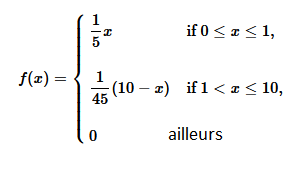 f(x) = { 1/5 x if 0 ≤ x ≤ 1,
1/45 (10 − x) if 1 < x ≤ 10,
0 ailleurs